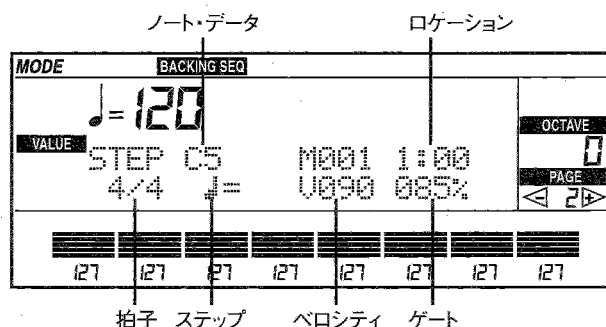 ノート・データ ロケーション
MODE BACKING SEQ
♩=120
OCTAVE
VALUE 0
STEP C5 M001 1:00
PAGE
4/4 ♩= V090 085%
- 2 +
127 127 127 127 127 127 127 127
拍子 ステップ ベロシティ ゲート